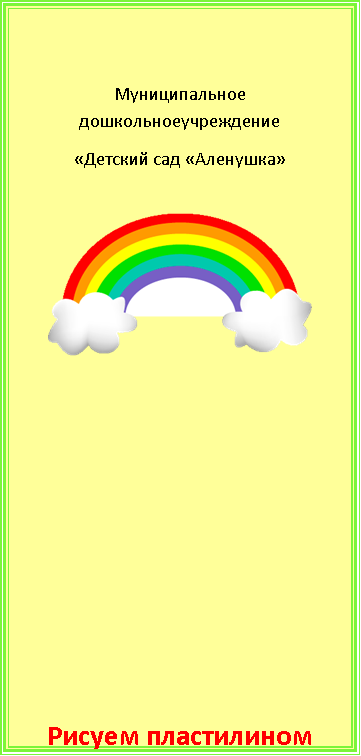 Муниципальное
дошкольноеучреждение
«Детский сад «Аленушка»
Рисуем пластилином